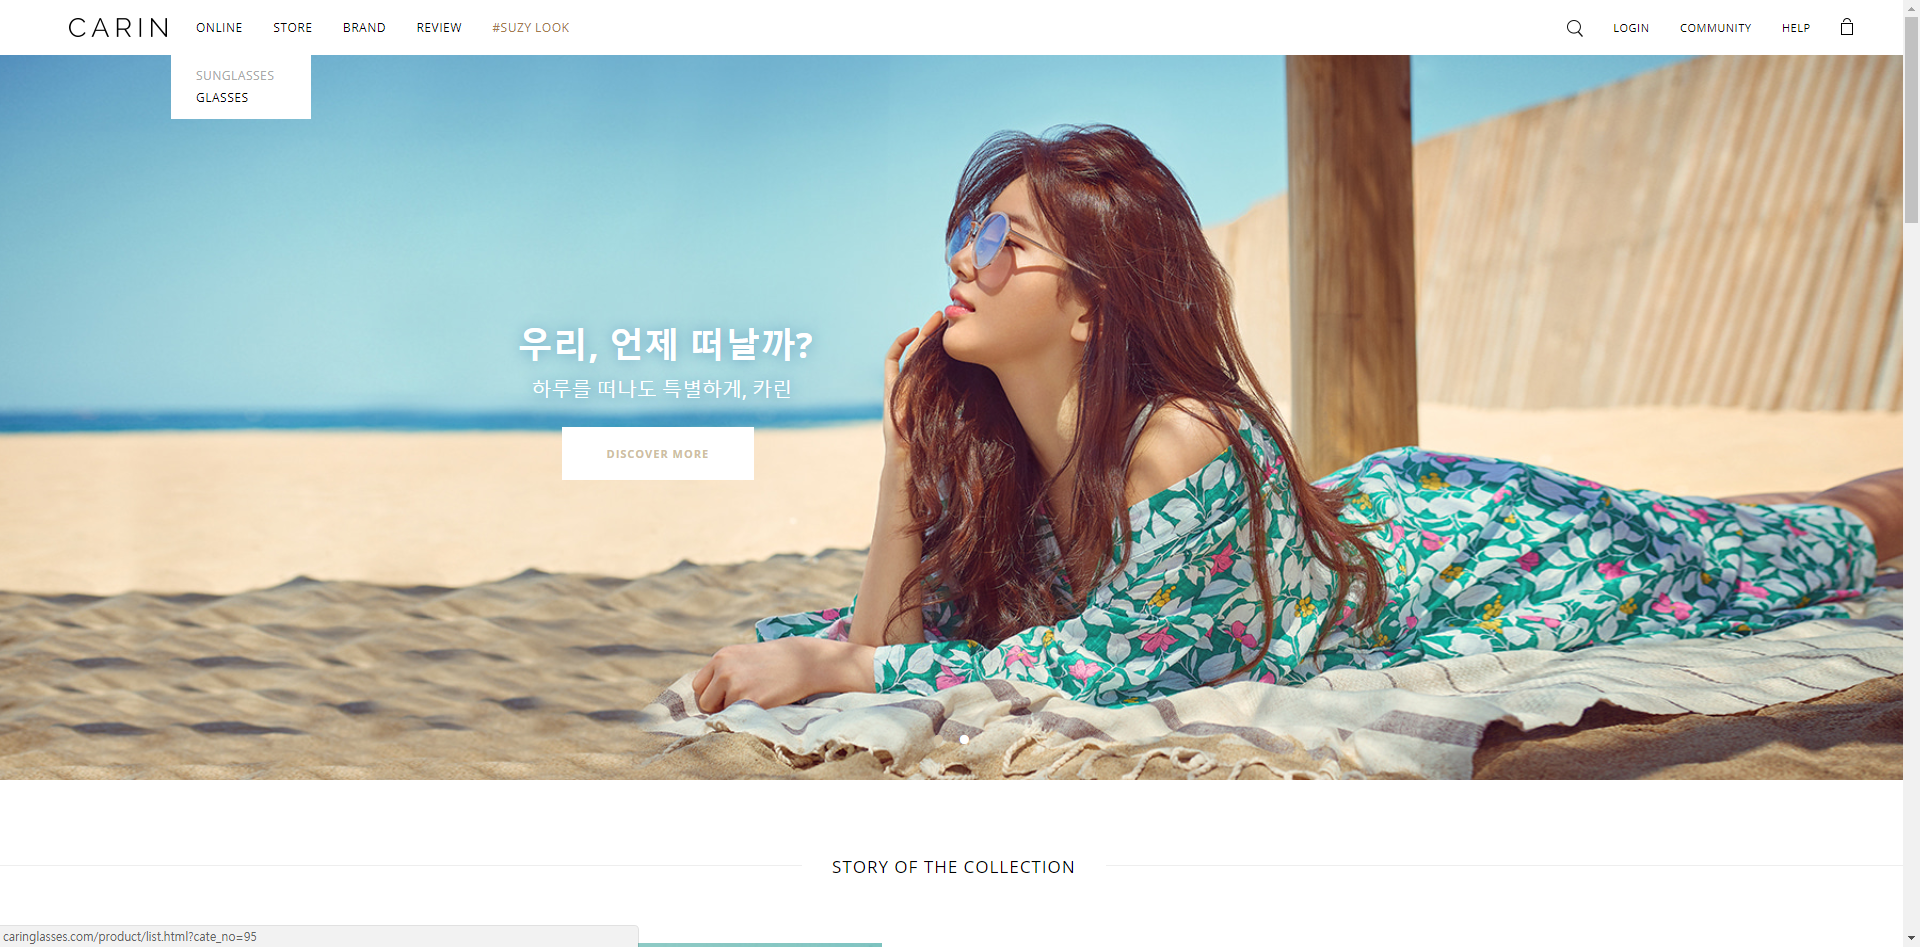 CARIN ONLINE STORE BRAND REVIEW #SUZY LOOK LOGIN COMMUNITY HELP
SUNGLASSES
GLASSES
우리, 언제 떠날까?
하루를 떠나도 특별하게, 카린
DISCOVER MORE
STORY OF THE COLLECTION
caringlasses.com/product/list.html?cate_no=95